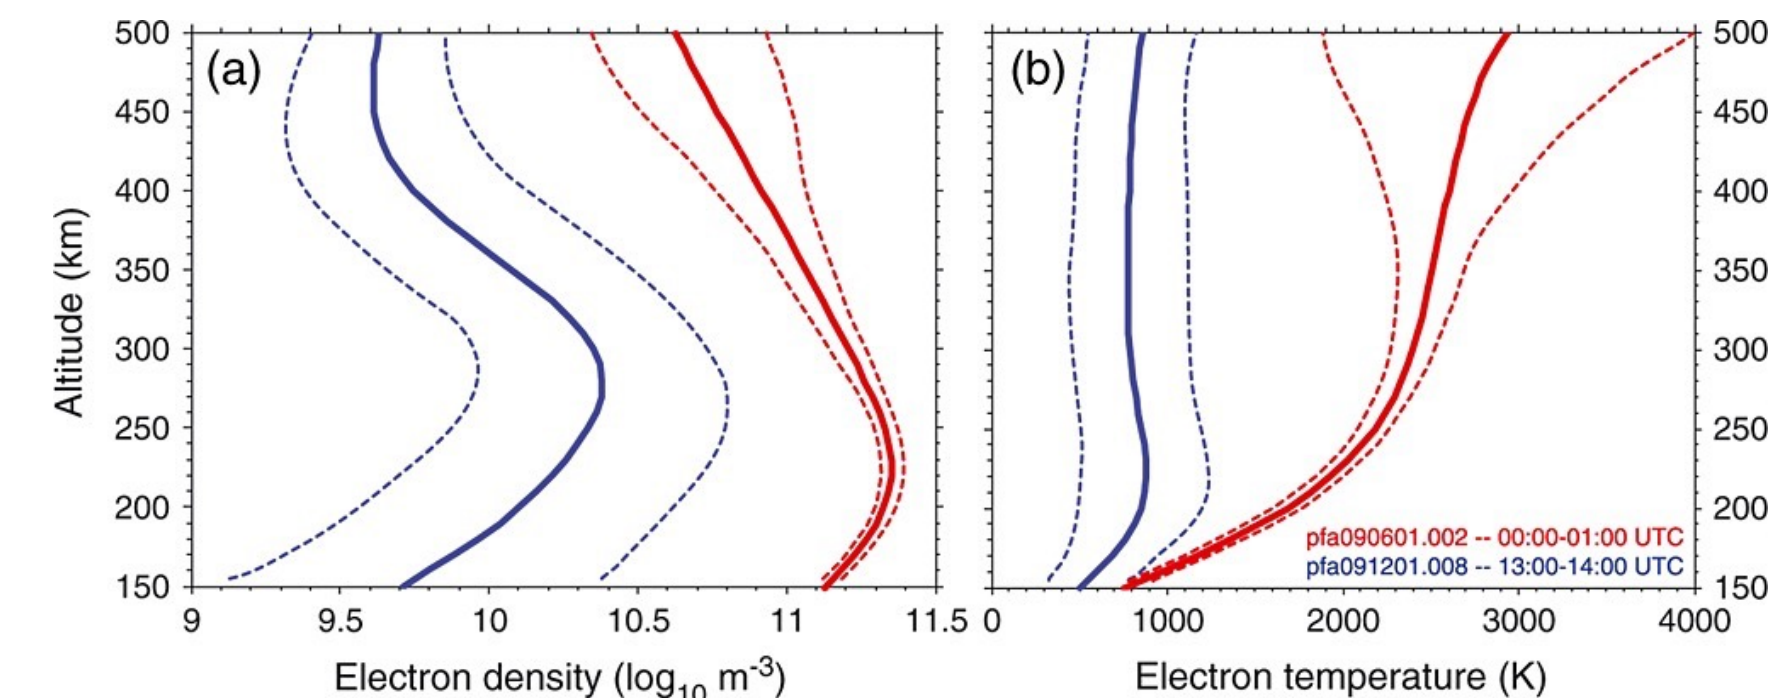 (a)
500
450
400
350
300
250
200
150
Altitude (km)
9 9.5 10 10.5 11 11.5
Electron density (log10 m-3)
(b)
500
450
400
350
300
250
200
150
pfa090601.002 -- 00:00-01:00 UTC
pfa091201.008 -- 13:00-14:00 UTC
0 1000 2000 3000 4000
Electron temperature (K)